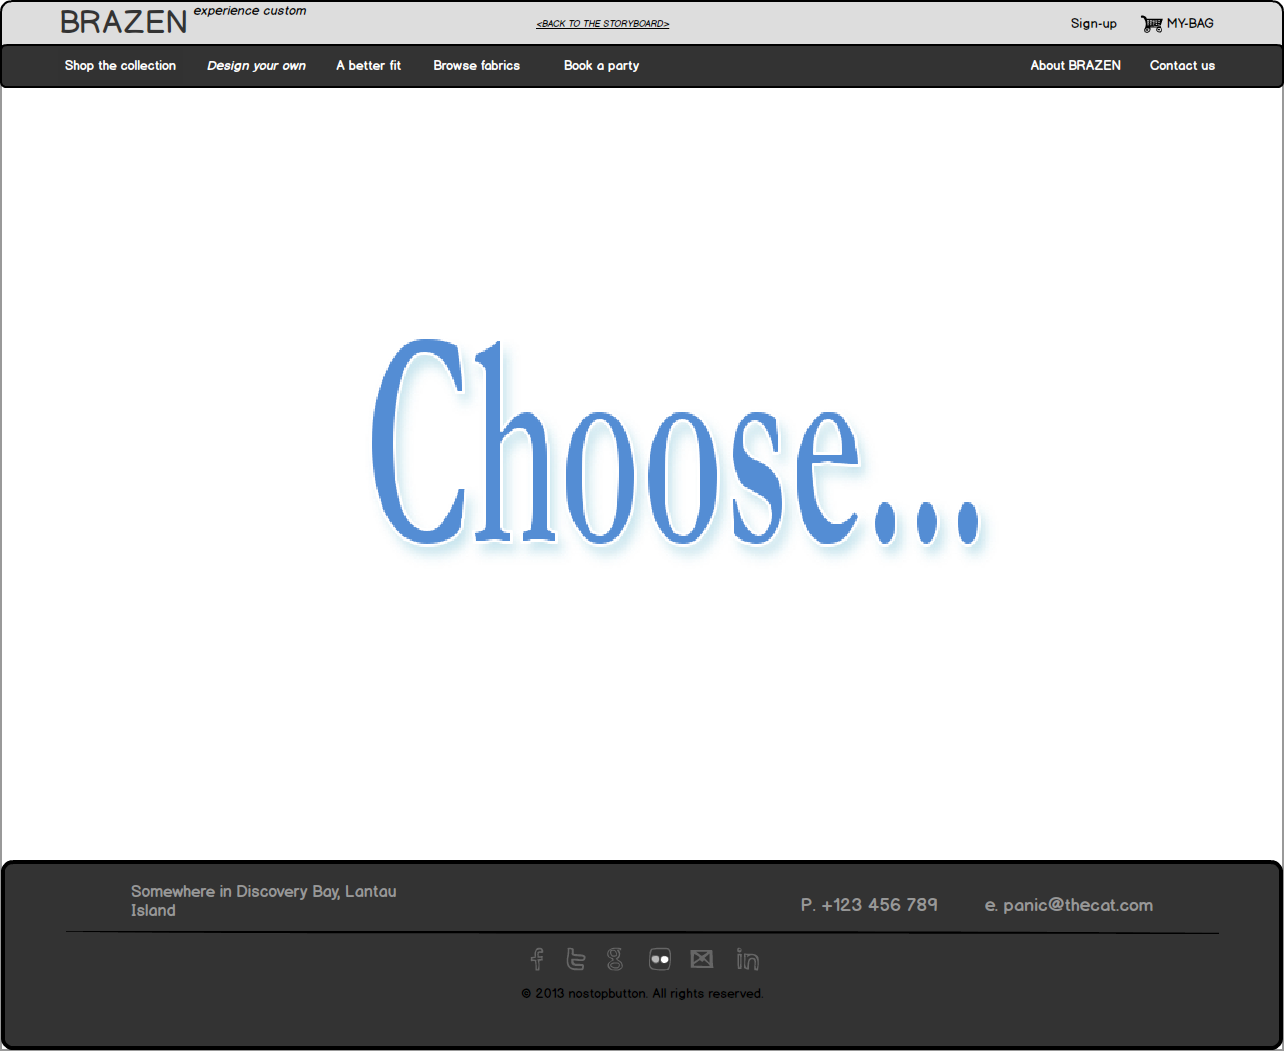 BRAZEN experience custom
<BACK TO THE STORYBOARD>
Sign-up MY-BAG
Shop the collection Design your own A better fit Browse fabrics Book a party About BRAZEN Contact us
Choose...
Somewhere in Discovery Bay, Lantau
Island
P. +123 456 789 e. panic@thecat.com
© 2013 nostopbutton. All rights reserved.